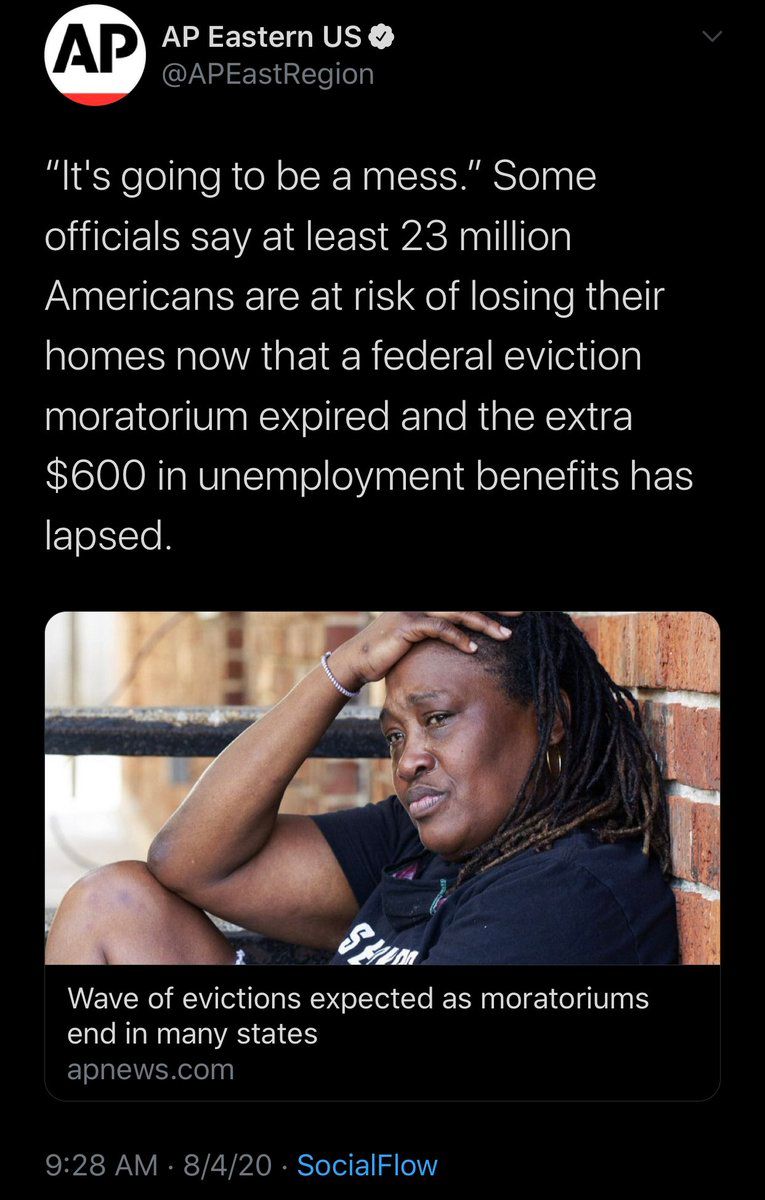 AP
AP Eastern US
@APEastRegion
“It's going to be a mess.” Some
officials say at least 23 million
Americans are at risk of losing their
homes now that a federal eviction
moratorium expired and the extra
$600 in unemployment benefits has
lapsed.
Wave of evictions expected as moratoriums
end in many states
apnews.com
9:28 AM · 8/4/20 · SocialFlow